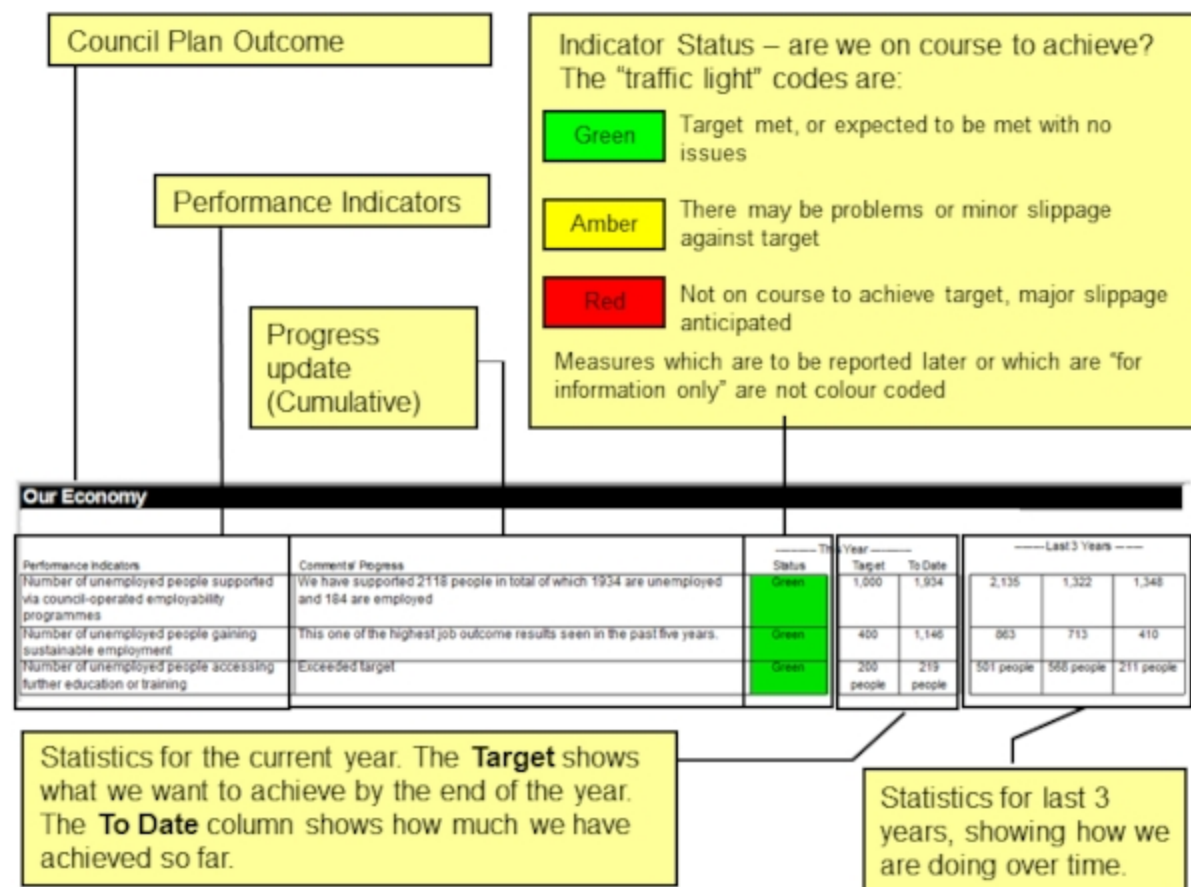 Council Plan Outcome
Indicator Status – are we on course to achieve?
The “traffic light” codes are:
Green
Target met, or expected to be met with no
issues
Performance Indicators
Amber
There may be problems or minor slippage
against target
Red
Not on course to achieve target, major slippage
anticipated
Progress
update
(Cumulative)
Measures which are to be reported later or which are “for
information only” are not colour coded
Our Economy
This Year
Last 3 Years
Performance Indicators Comments/ Progress Status Target To Date
Number of unemployed people supported We have supported 2118 people in total of which 1934 are unemployed Green 1,000 1,934 2,135 1,322 1,348
via council-operated employability and 184 are employed
programmes
Number of unemployed people gaining This one of the highest job outcome results seen in the past five years. Green 400 1,146 863 713 410
sustainable employment
Number of unemployed people accessing Exceeded target Green 200 219 501 people 568 people 211 people
further education or training people people
Statistics for the current year. The Target shows
what we want to achieve by the end of the year.
The To Date column shows how much we have
achieved so far.
Statistics for last 3
years, showing how we
are doing over time.